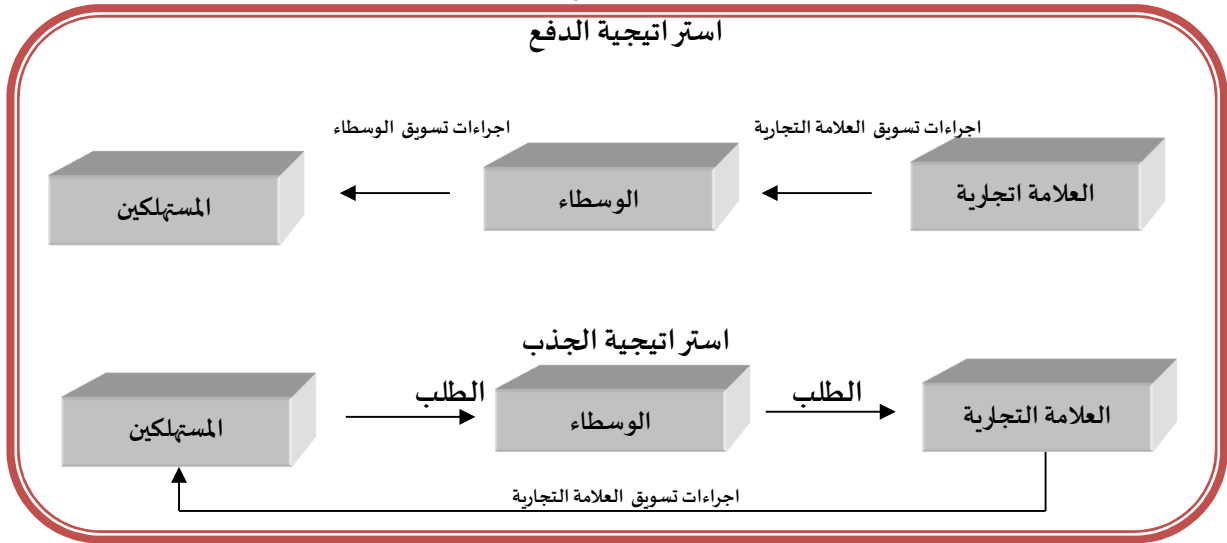 استراتيجية الدفع
اجراءات تسويق العلامة التجارية
اجراءات تسويق الوسطاء
العلامة اتجارية
الوسطاء
المستهلكين
استراتيجية الجذب
الطلب
الطلب
العلامة التجارية
الوسطاء
المستهلكين
اجراءات تسويق العلامة التجارية